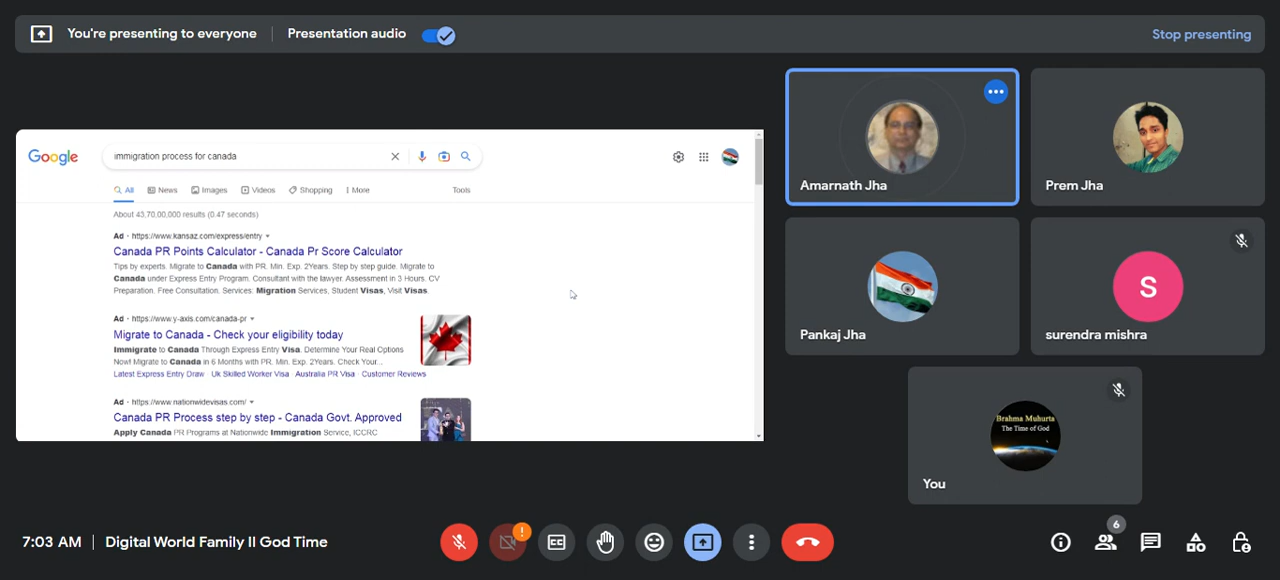 You're presenting to everyone
Presentation audio
Stop presenting
Google
immigration process for canada
All News Images Videos Shopping More Tools
About 43,70,00,000 results (0.47 seconds)
Ad · https://www.kansaz.com/express/entry
Canada PR Points Calculator - Canada Pr Score Calculator
Tips by experts. Migrate to Canada with PR. Min. Exp. 2Years. Step by step guide. Migrate to
Canada under Express Entry Program. Consultant with the lawyer. Assessment in 3 Hours. CV
Preparation. Free Consultation. Services: Migration Services, Student Visas, Visit Visas.
Ad · https://www.y-axis.com/canada-pr
Migrate to Canada - Check your eligibility today
Immigrate to Canada Through Express Entry Visa. Determine Your Real Options
Now! Migrate to Canada in 6 Months with PR. Min. Exp. 2Years. Check Your...
Latest Express Entry Draw · Uk Skilled Worker Visa · Australia PR Visa · Customer Reviews
Ad · https://www.nationwidevisas.com/
Canada PR Process step by step - Canada Govt. Approved
Apply Canada PR Programs at Nationwide Immigration Service, ICCRC
Amarnath Jha
Prem Jha
Pankaj Jha
S
surendra mishra
Brahma Muhurta
The Time of God
You
7:03 AM | Digital World Family II God Time
!
CC
6